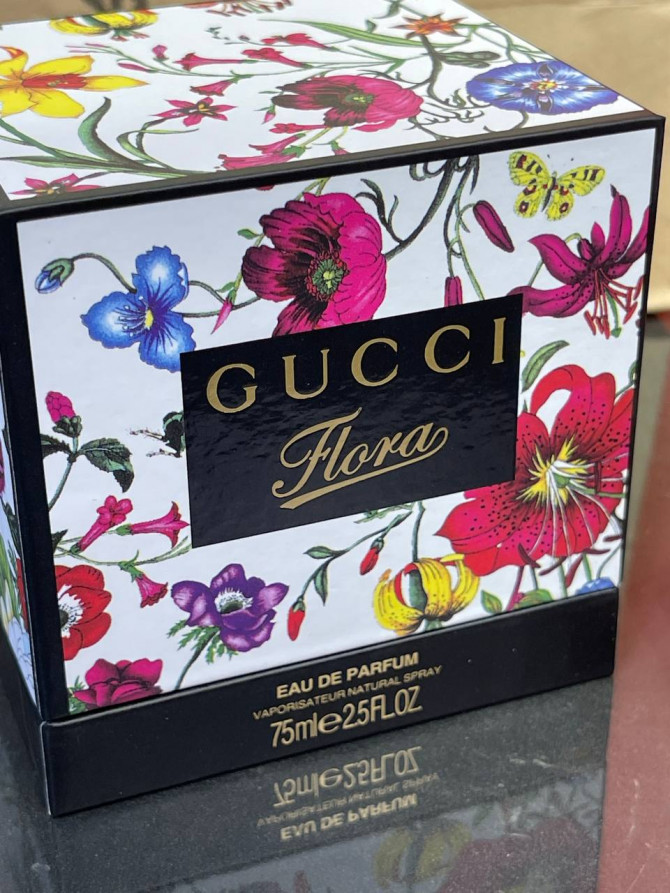 GUCCI
Flora
EAU DE PARFUM
VAPORISATEUR NATURAL SPRAY
75ml℮2.5FL.OZ